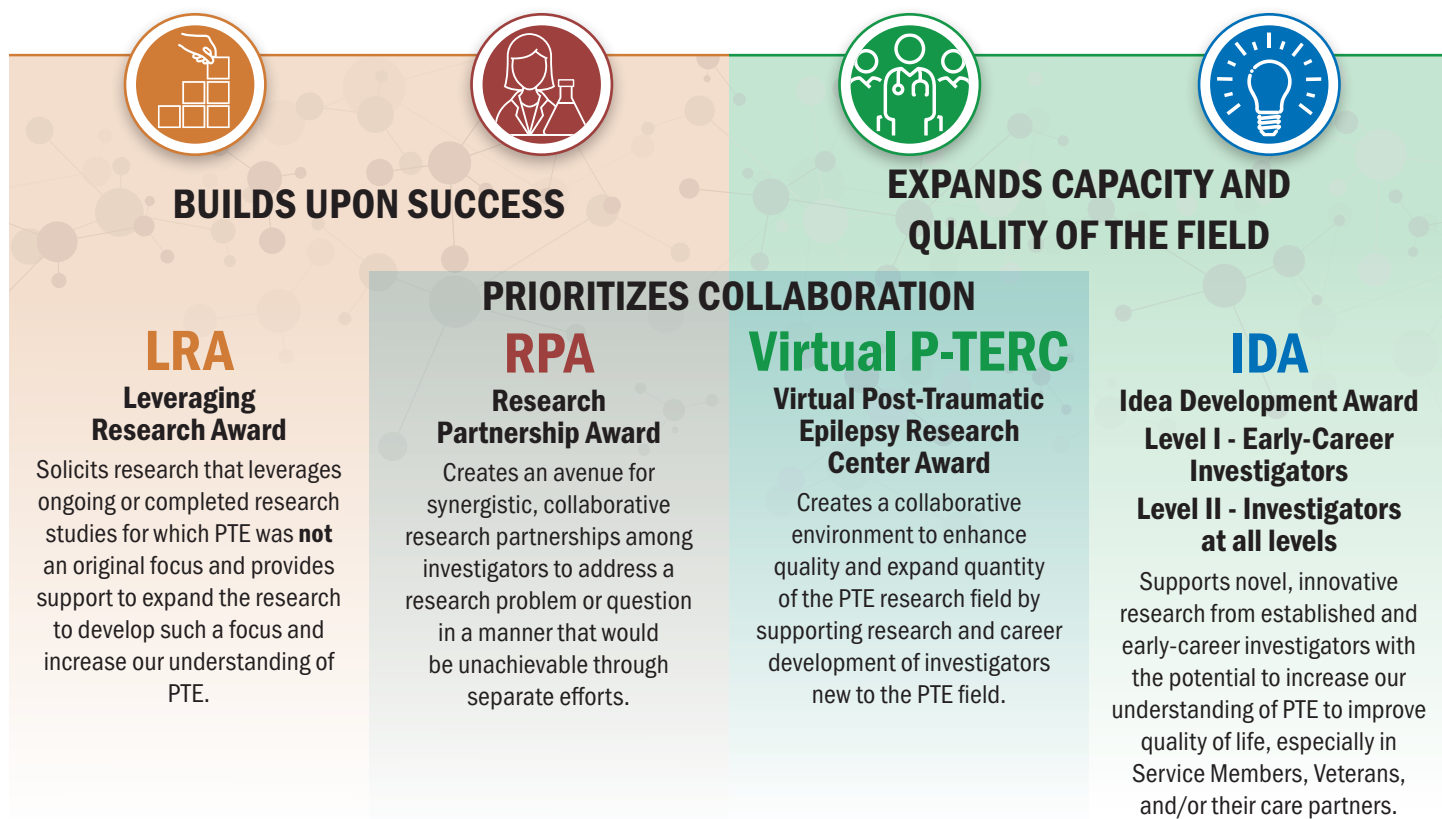 BUILDS UPON SUCCESS
EXPANDS CAPACITY AND
QUALITY OF THE FIELD
PRIORITIZES COLLABORATION
LRA
Leveraging
Research Award
Solicits research that leverages
ongoing or completed research
studies for which PTE was not
an original focus and provides
support to expand the research
to develop such a focus and
increase our understanding of
PTE.
RPA
Research
Partnership Award
Creates an avenue for
synergistic, collaborative
research partnerships among
investigators to address a
research problem or question
in a manner that would
be unachievable through
separate efforts.
Virtual P-TERC
Virtual Post-Traumatic
Epilepsy Research
Center Award
Creates a collaborative
environment to enhance
quality and expand quantity
of the PTE research field by
supporting research and career
development of investigators
new to the PTE field.
IDA
Idea Development Award
Level I - Early-Career
Investigators
Level II - Investigators
at all levels
Supports novel, innovative
research from established and
early-career investigators with
the potential to increase our
understanding of PTE to improve
quality of life, especially in
Service Members, Veterans,
and/or their care partners.